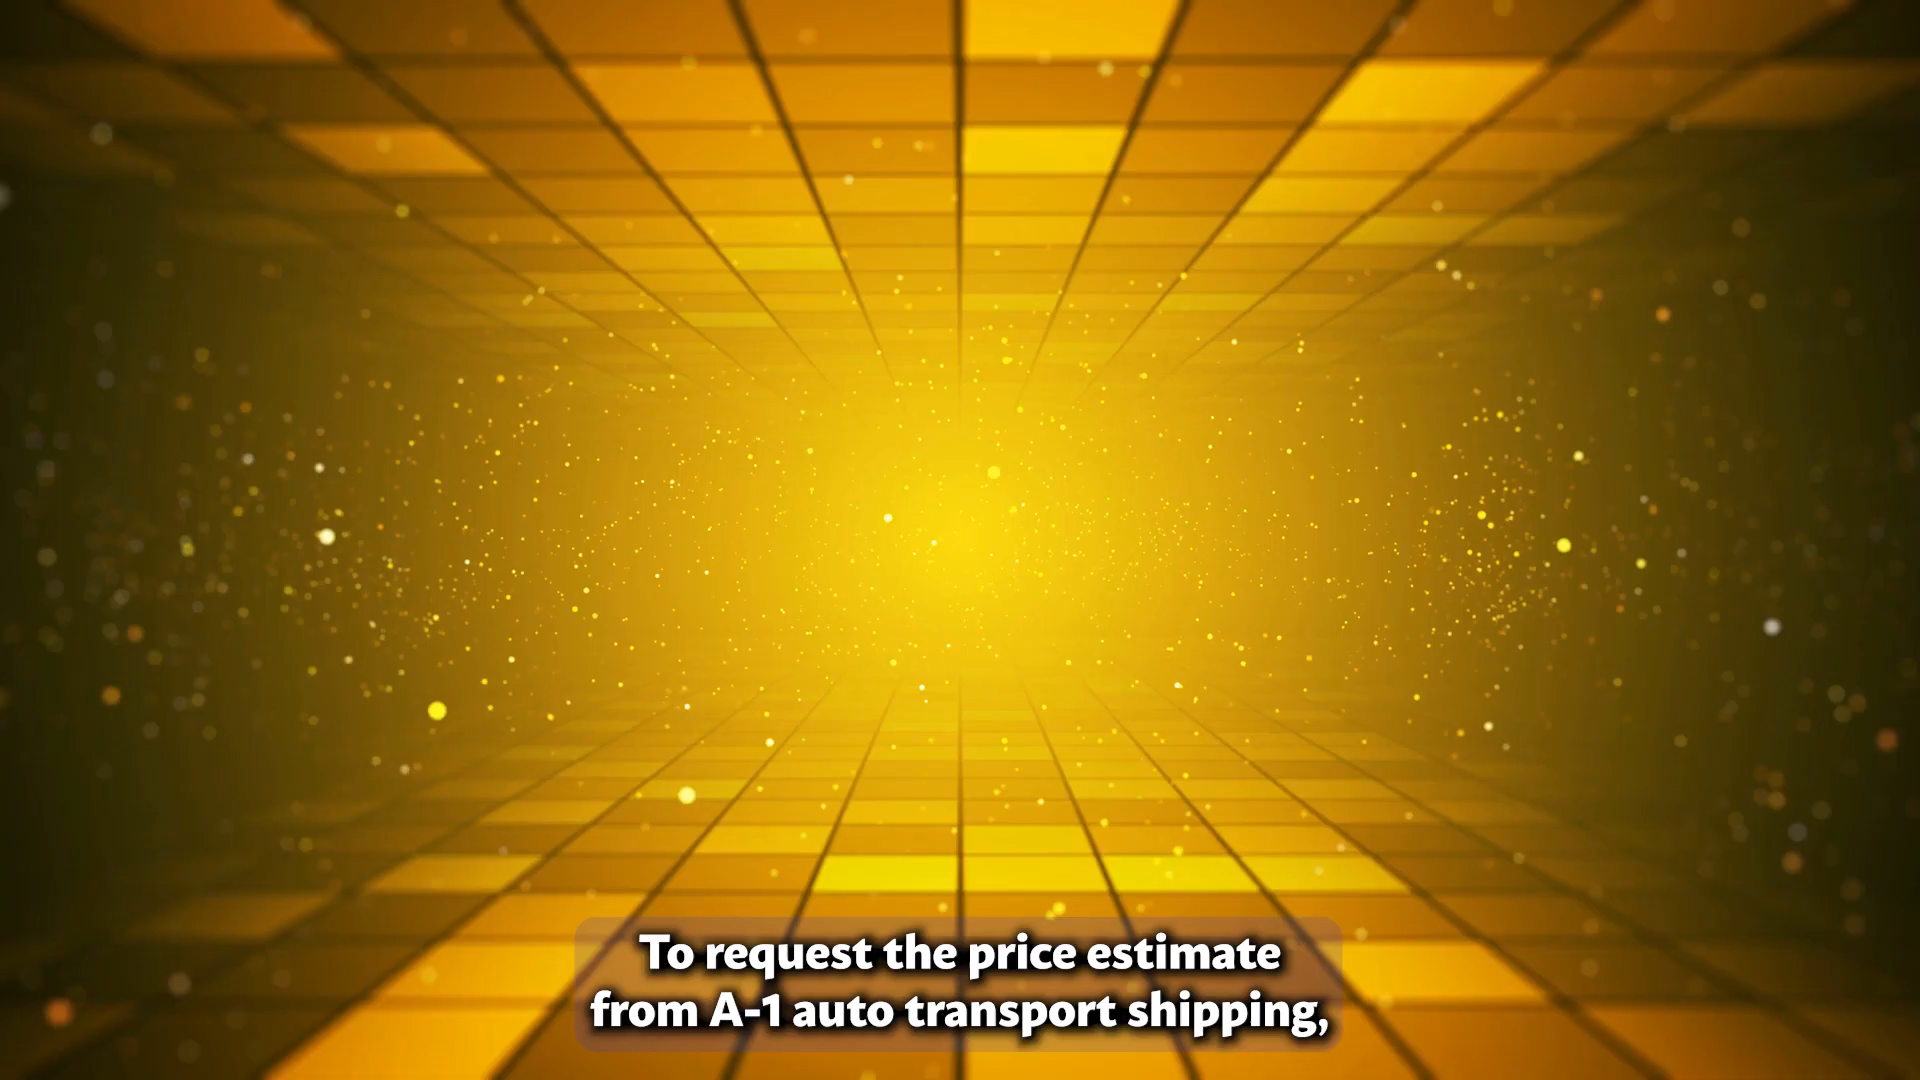 To request the price estimate
from A-1 auto transport shipping,